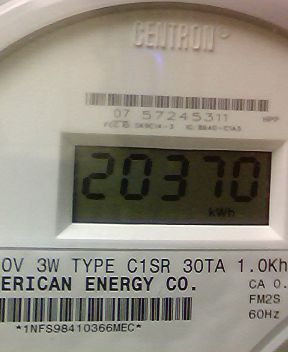 CENTRON
07 57245311 HPP
20370
kWh
0V 3W TYPE C1SR 30TA 1.0Kh
ERICAN ENERGY CO.
CA 0.
FM2S
60Hz
*1NFS98410366MEC*